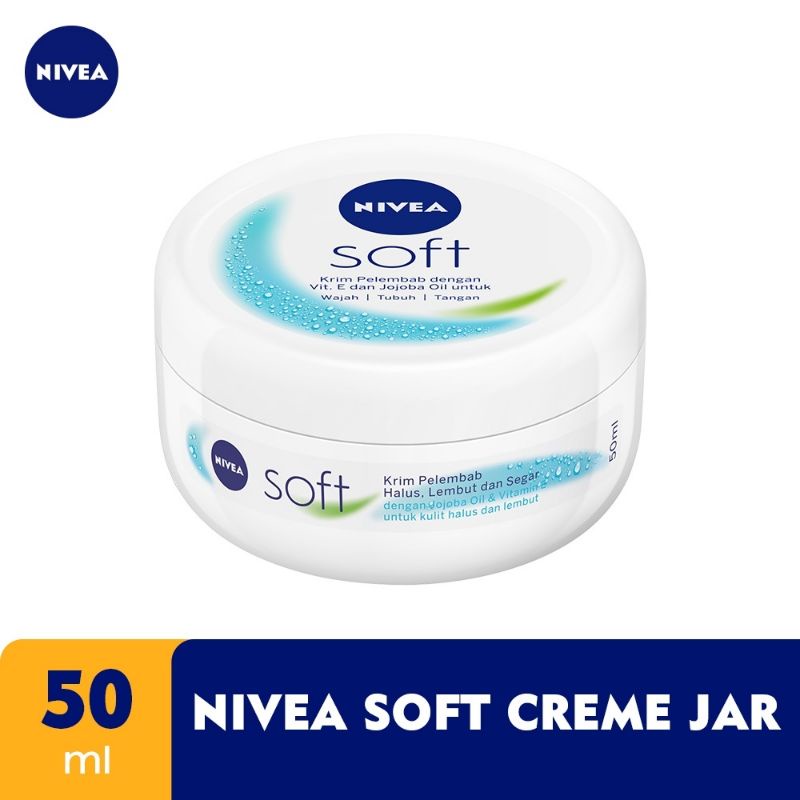 NIVEA
NIVEA
soft
Krim Pelembab dengan
Vit. E dan Jojoba Oil untuk
Wajah | Tubuh | Tangan
NIVEA
soft
Krim Pelembab
Halus, Lembut dan Segar
dengan Jojoba Oil & Vitamin E
untuk kulit halus dan lembut
50ml
50
ml
NIVEA SOFT CREME JAR